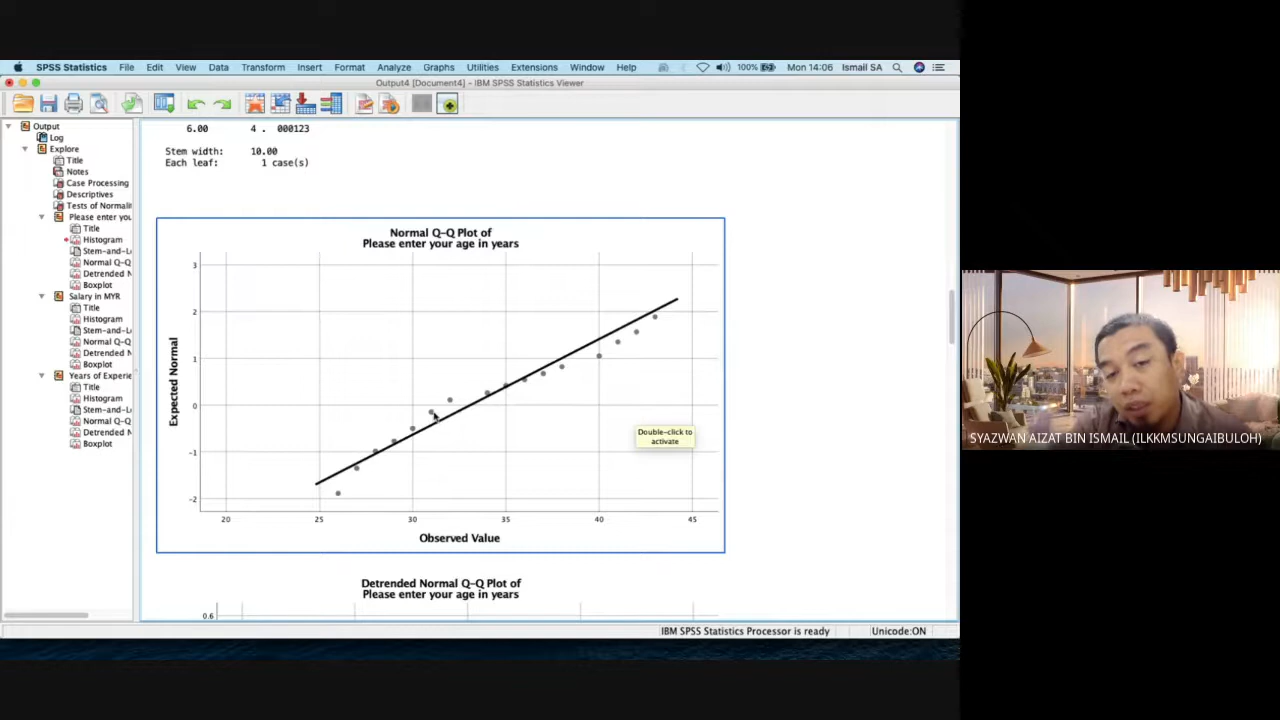 SPSS Statistics File Edit View Data Transform Insert Format Analyze Graphs Utilities Extensions Window Help 100% Mon 14:06 Ismail SA
Output4 [Document4] - IBM SPSS Statistics Viewer
Output
Log
Explore
Title
Notes
Case Processing
Descriptives
Tests of Normali
Please enter you
Title
Histogram
Stem-and-Le
Normal Q-Q
Detrended N
Boxplot
Salary in MYR
Title
Histogram
Stem-and-Le
Normal Q-Q
Detrended N
Boxplot
Years of Experie
Title
Histogram
Stem-and-Le
Normal Q-Q
Detrended N
Boxplot
6.00 4 . 000123
Stem width: 10.00
Each leaf: 1 case(s)
Normal Q-Q Plot of
Please enter your age in years
Expected Normal
3
2
1
0
-1
-2
20 25 30 35 40 45
Observed Value
Double-click to
activate
Detrended Normal Q-Q Plot of
Please enter your age in years
0.6
IBM SPSS Statistics Processor is ready Unicode:ON
SYAZWAN AIZAT BIN ISMAIL (ILKKMSUNGAIBULOH)